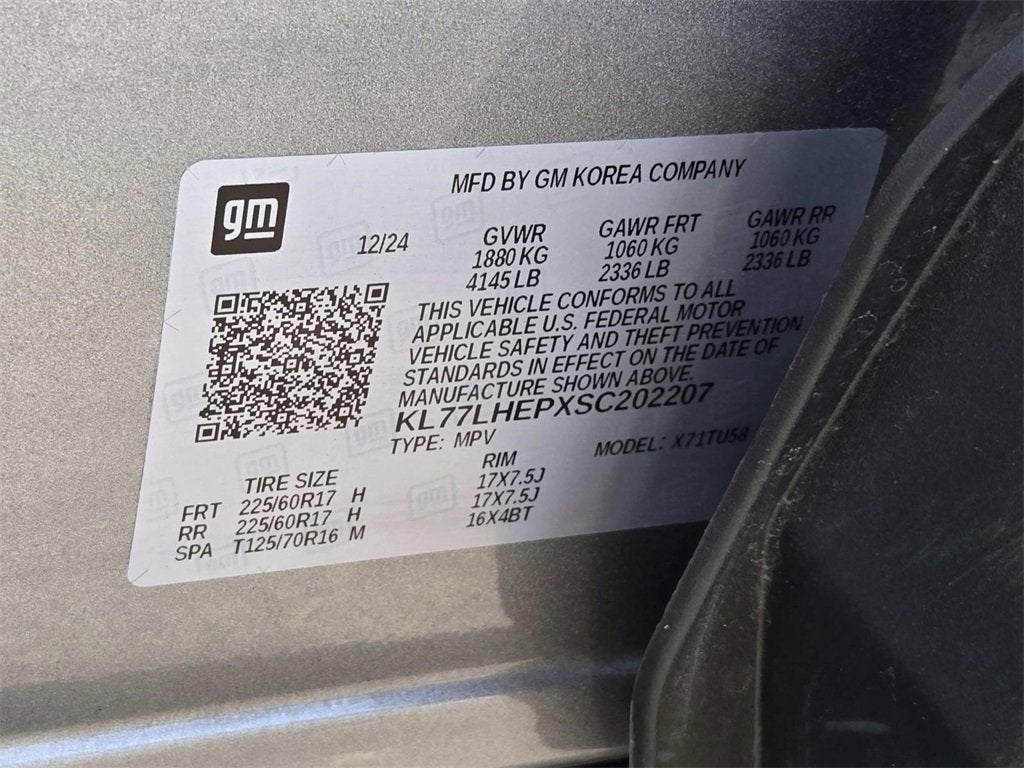 gm
MFD BY GM KOREA COMPANY
12/24
GVWR GAWR FRT GAWR RR
1880 KG 1060 KG 1060 KG
4145 LB 2336 LB 2336 LB
THIS VEHICLE CONFORMS TO ALL
APPLICABLE U.S. FEDERAL MOTOR
VEHICLE SAFETY AND THEFT PREVENTION
STANDARDS IN EFFECT ON THE DATE OF
MANUFACTURE SHOWN ABOVE.
KL77LHEPXSC202207
TYPE: MPV MODEL: X71TU58
TIRE SIZE RIM
FRT 225/60R17 H 17X7.5J
RR 225/60R17 H 17X7.5J
SPA T125/70R16 M 16X4BT